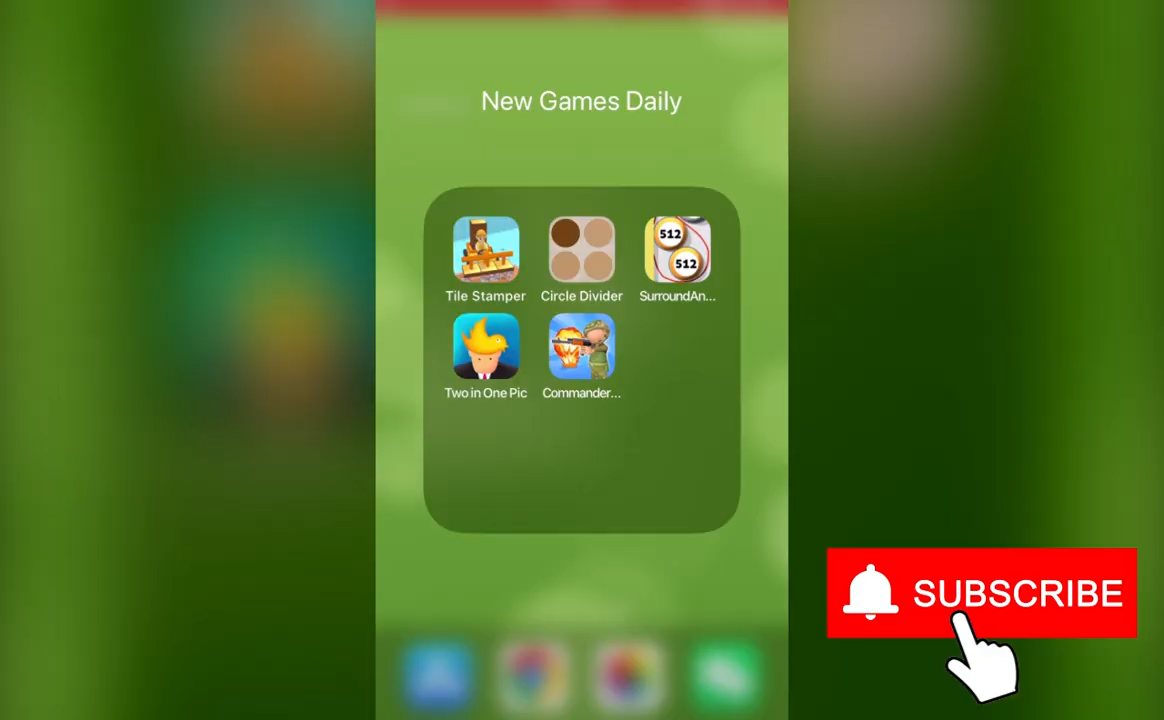 New Games Daily
512
512
Tile Stamper
Circle Divider
SurroundAn...
Two in One Pic
Commander...
SUBSCRIBE